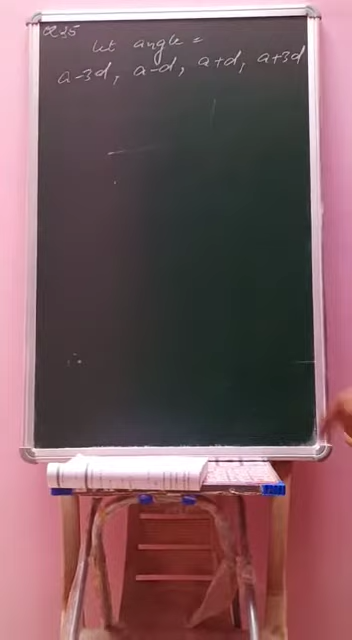 Q 35
let angle =
a-3d, a-d, a+d, a+3d